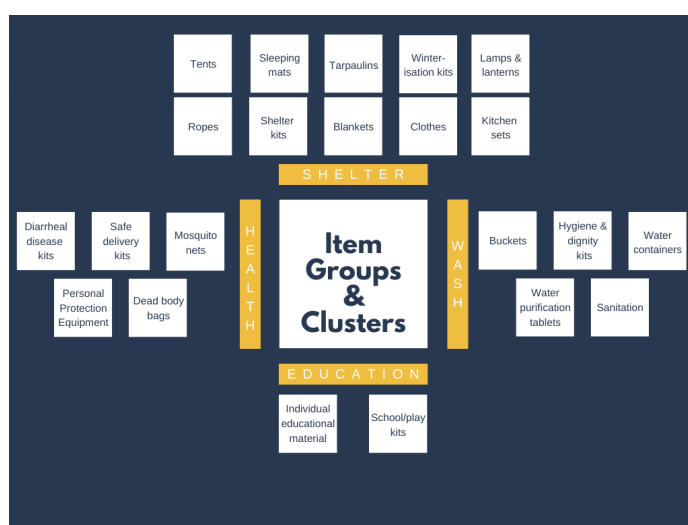 Tents
Sleeping
mats
Tarpaulins
Winter-
isation kits
Lamps &
lanterns
Ropes
Shelter
kits
Blankets
Clothes
Kitchen
sets
SHELTER
Diarrheal
disease
kits
Safe
delivery
kits
Mosquito
nets
Personal
Protection
Equipment
Dead body
bags
HEALTH
Item
Groups
&
Clusters
WASH
Buckets
Hygiene &
dignity
kits
Water
containers
Water
purification
tablets
Sanitation
EDUCATION
Individual
educational
material
School/play
kits